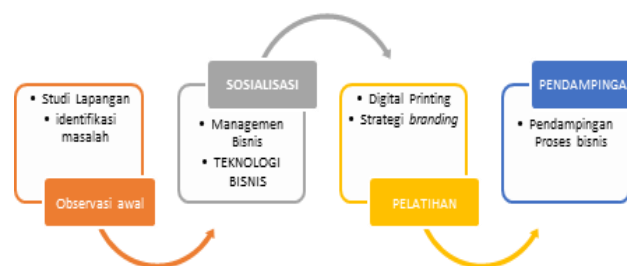 • Studi Lapangan
• identifikasi
masalah
Observasi awal
SOSIALISASI
• Managemen
Bisnis
• TEKNOLOGI
BISNIS
• Digital Printing
• Strategi branding
PELATIHAN
PENDAMPINGA
• Pendampingan
Proses bisnis